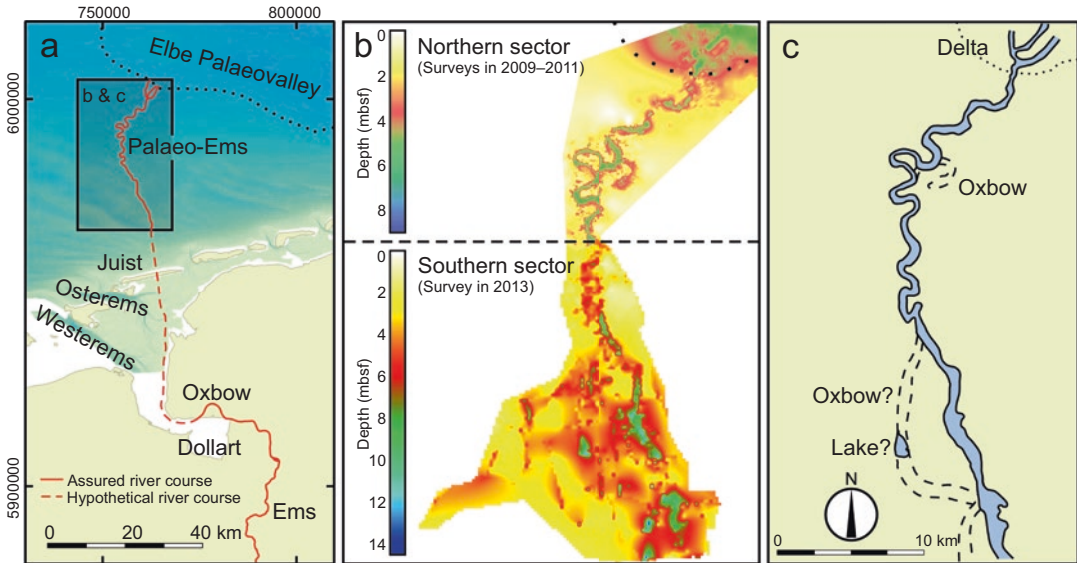 750000
800000
6000000
5900000
a
Elbe Palaeovalley
b & c
Palaeo-Ems
Juist
Osterems
Westerems
Oxbow
Dollart
Assured river course
Hypothetical river course
Ems
0 20 40 km
b
0
2
4
6
8
Depth (mbsf)
Northern sector
(Surveys in 2009–2011)
0
2
4
6
8
10
12
14
Depth (mbsf)
Southern sector
(Survey in 2013)
c
Delta
Oxbow
Oxbow?
Lake?
N
0 10 km